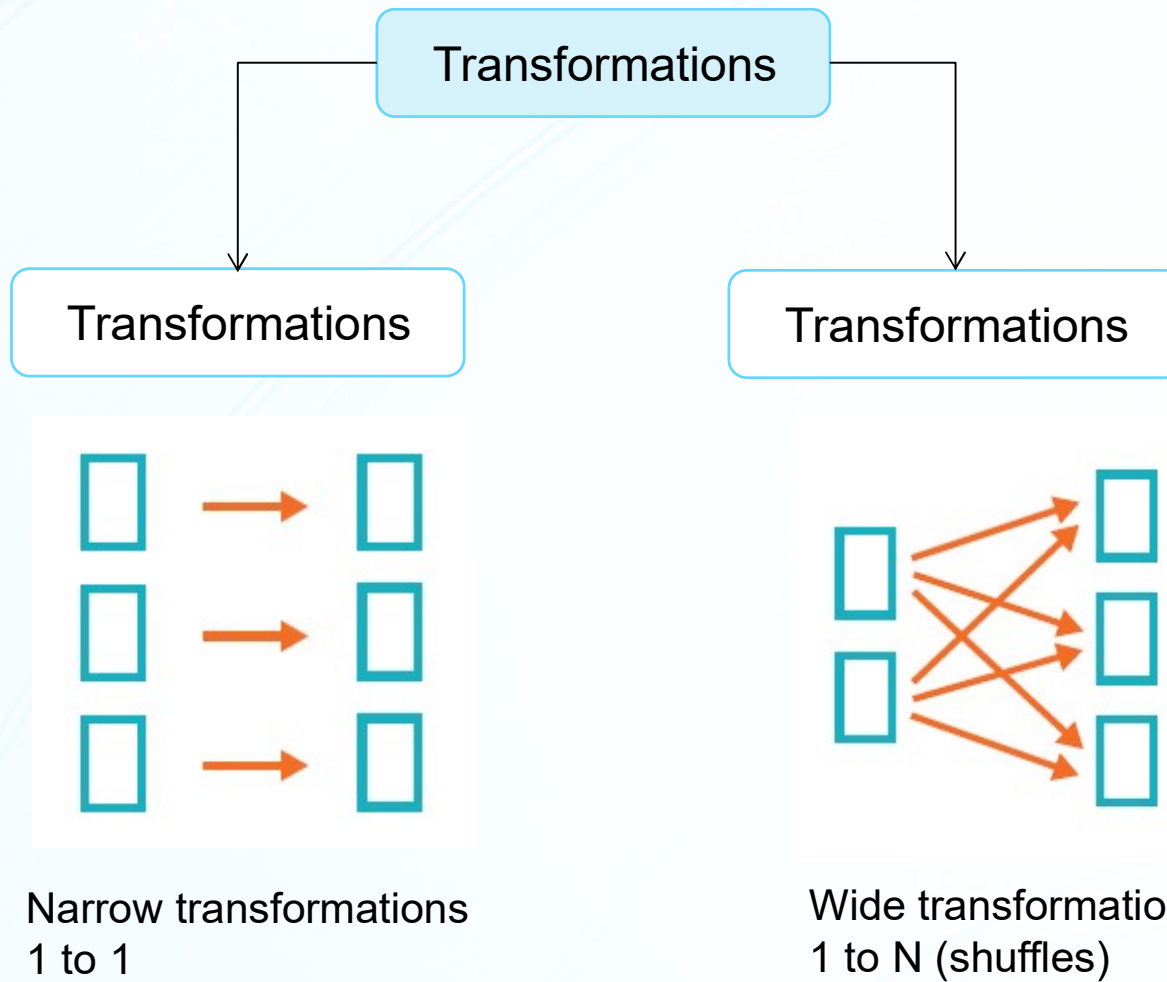 Transformations
Transformations
Transformations
Narrow transformations
1 to 1
Wide transformatio
1 to N (shuffles)